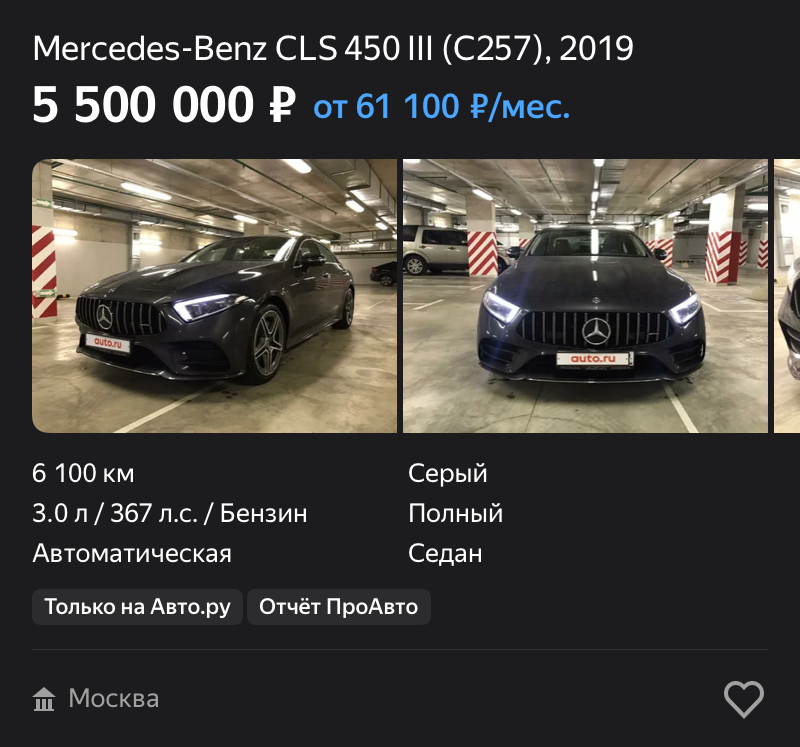 Mercedes-Benz CLS 450 III (C257), 2019
5 500 000 ₽ от 61 100 ₽/мес.
auto.ru
auto.ru
6 100 км
Серый
3.0 л / 367 л.с. / Бензин
Полный
Автоматическая
Седан
Только на Авто.ру
Отчёт ПроАвто
Москва